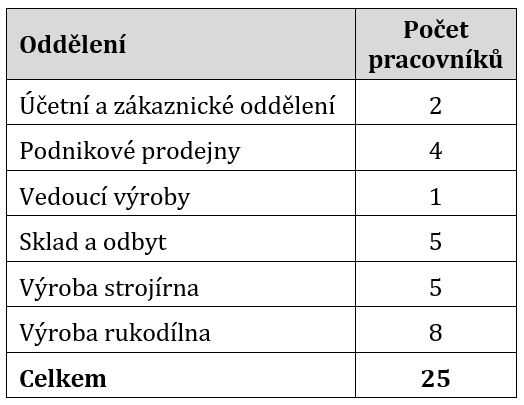 Oddělení Počet pracovníků
Účetní a zákaznické oddělení 2
Podnikové prodejny 4
Vedoucí výroby 1
Sklad a odbyt 5
Výroba strojírna 5
Výroba rukodílna 8
Celkem 25